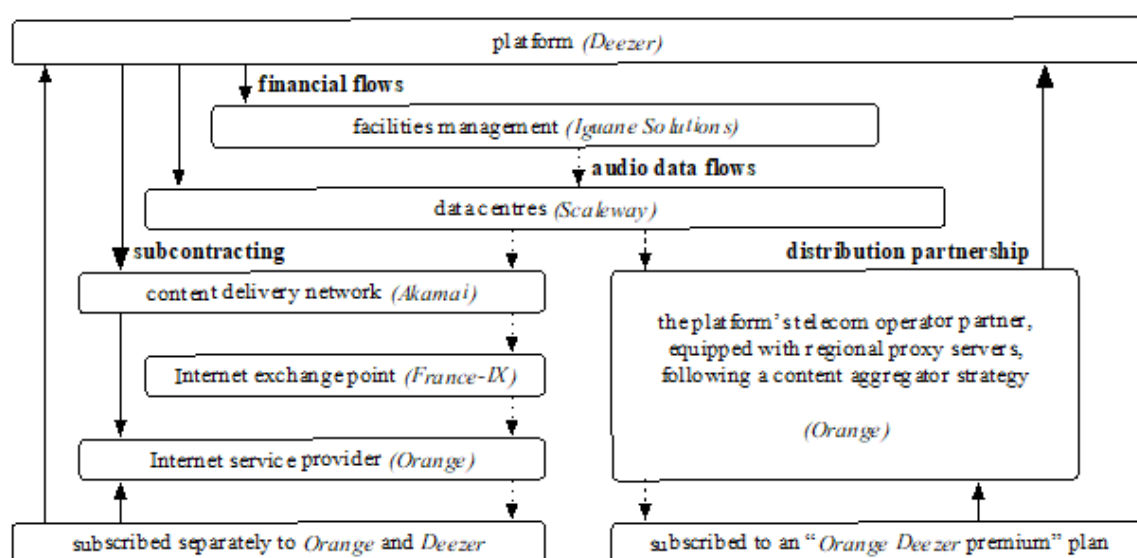 platform (Deezer)
financial flows
facilities management (Iguane Solutions)
audio data flows
datacentres (Scaleway)
subcontracting
distribution partnership
content delivery network (Akamai)
the platform's telecom operator partner,
equipped with regional proxy servers,
following a content aggregator strategy
(Orange)
Internet exchange point (France-IX)
Internet service provider (Orange)
subscribed separately to Orange and Deezer
subscribed to an “Orange Deezer premium” plan